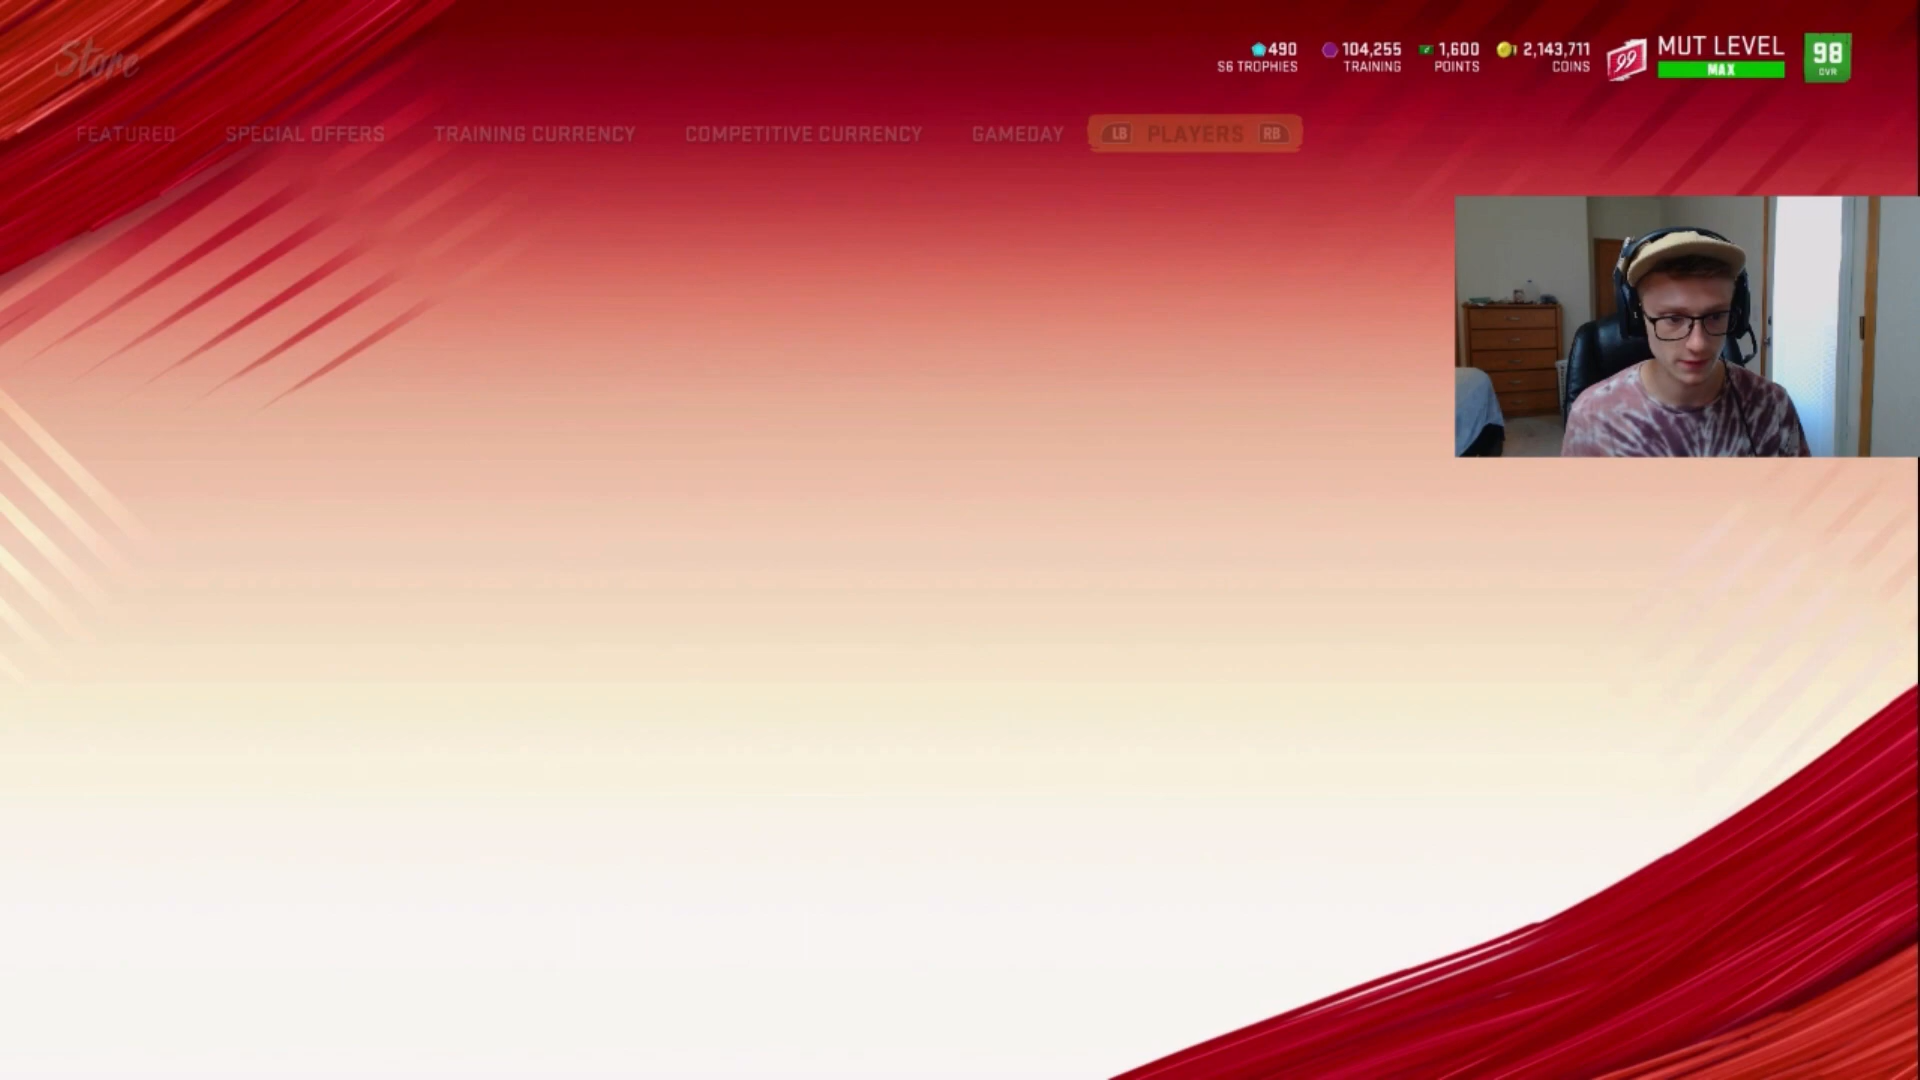 Store
490
S6 TROPHIES
104,255
TRAINING
1,600
POINTS
2,143,711
COINS
99
MUT LEVEL
MAX
98
OVR
FEATURED
SPECIAL OFFERS
TRAINING CURRENCY
COMPETITIVE CURRENCY
GAMEDAY
LB PLAYERS RB